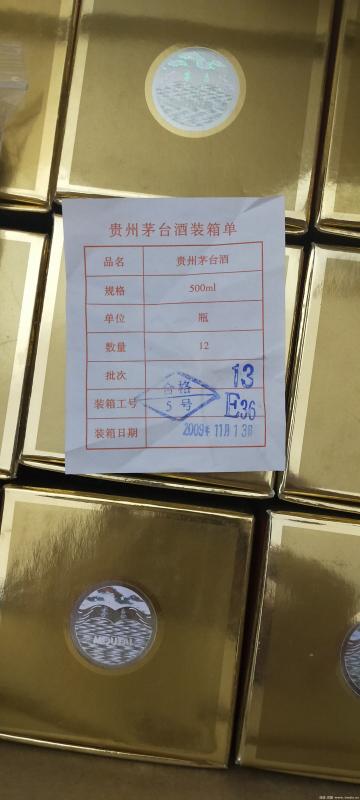 贵州茅台酒装箱单
品名 贵州茅台酒
规格 500ml
单位 瓶
数量 12
批次 13
合格
装箱工号 5号 E36
装箱日期 2009年11月13日
MOUTAI